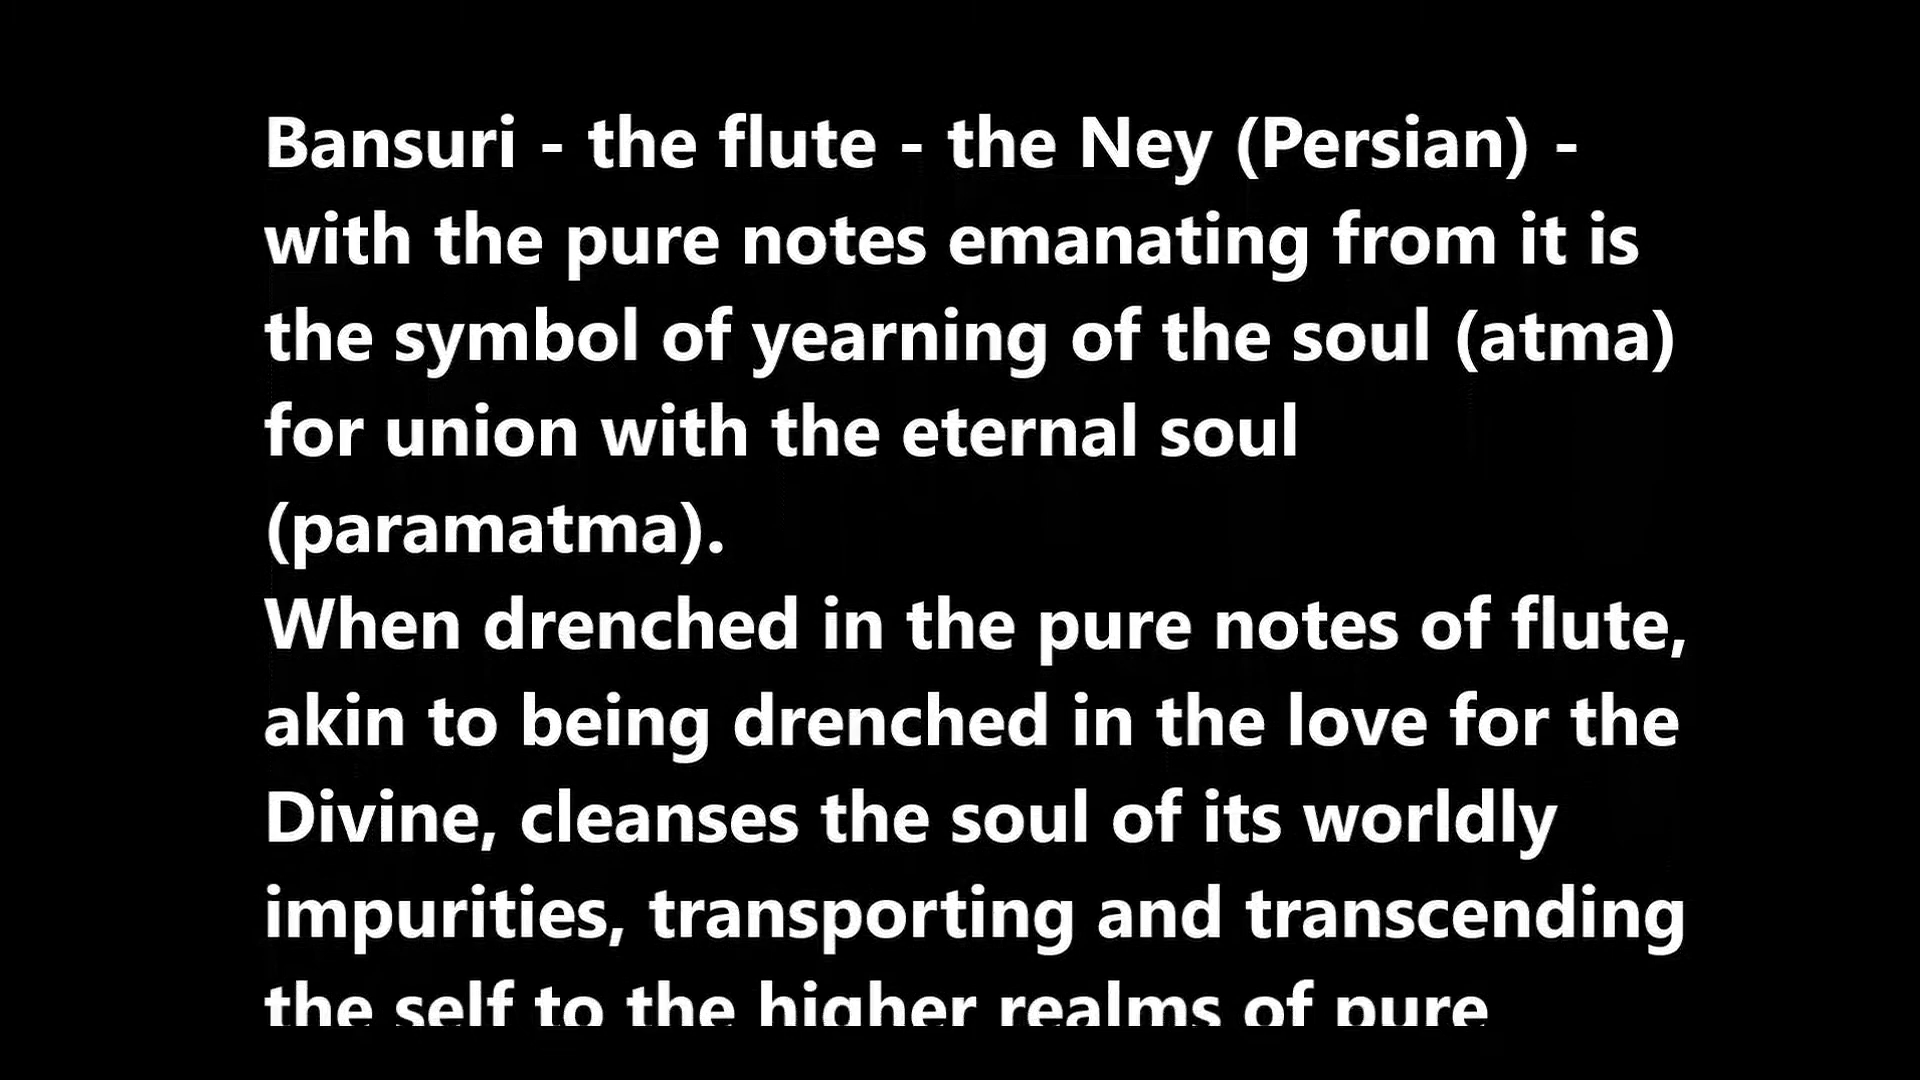 Bansuri - the flute - the Ney (Persian) -
with the pure notes emanating from it is
the symbol of yearning of the soul (atma)
for union with the eternal soul
(paramatma).
When drenched in the pure notes of flute,
akin to being drenched in the love for the
Divine, cleanses the soul of its worldly
impurities, transporting and transcending
the self to the higher realms of pure